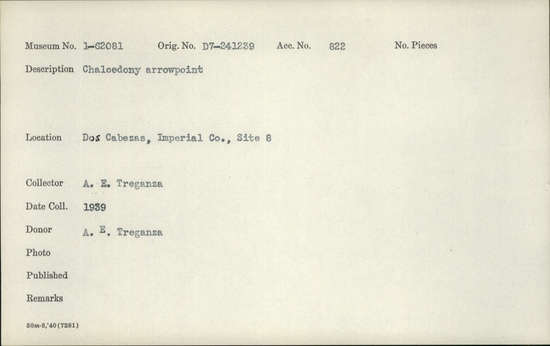 Museum No. 1-62081 Orig. No. D7-241239 Acc. No. 822 No. Pieces
Description Chalcedony arrowpoint
Location Dos Cabezas, Imperial Co., Site 8
Collector A. E. Treganza
Date Coll. 1939
Donor A. E. Treganza
Photo
Published
Remarks
50m-8,'40(7281)